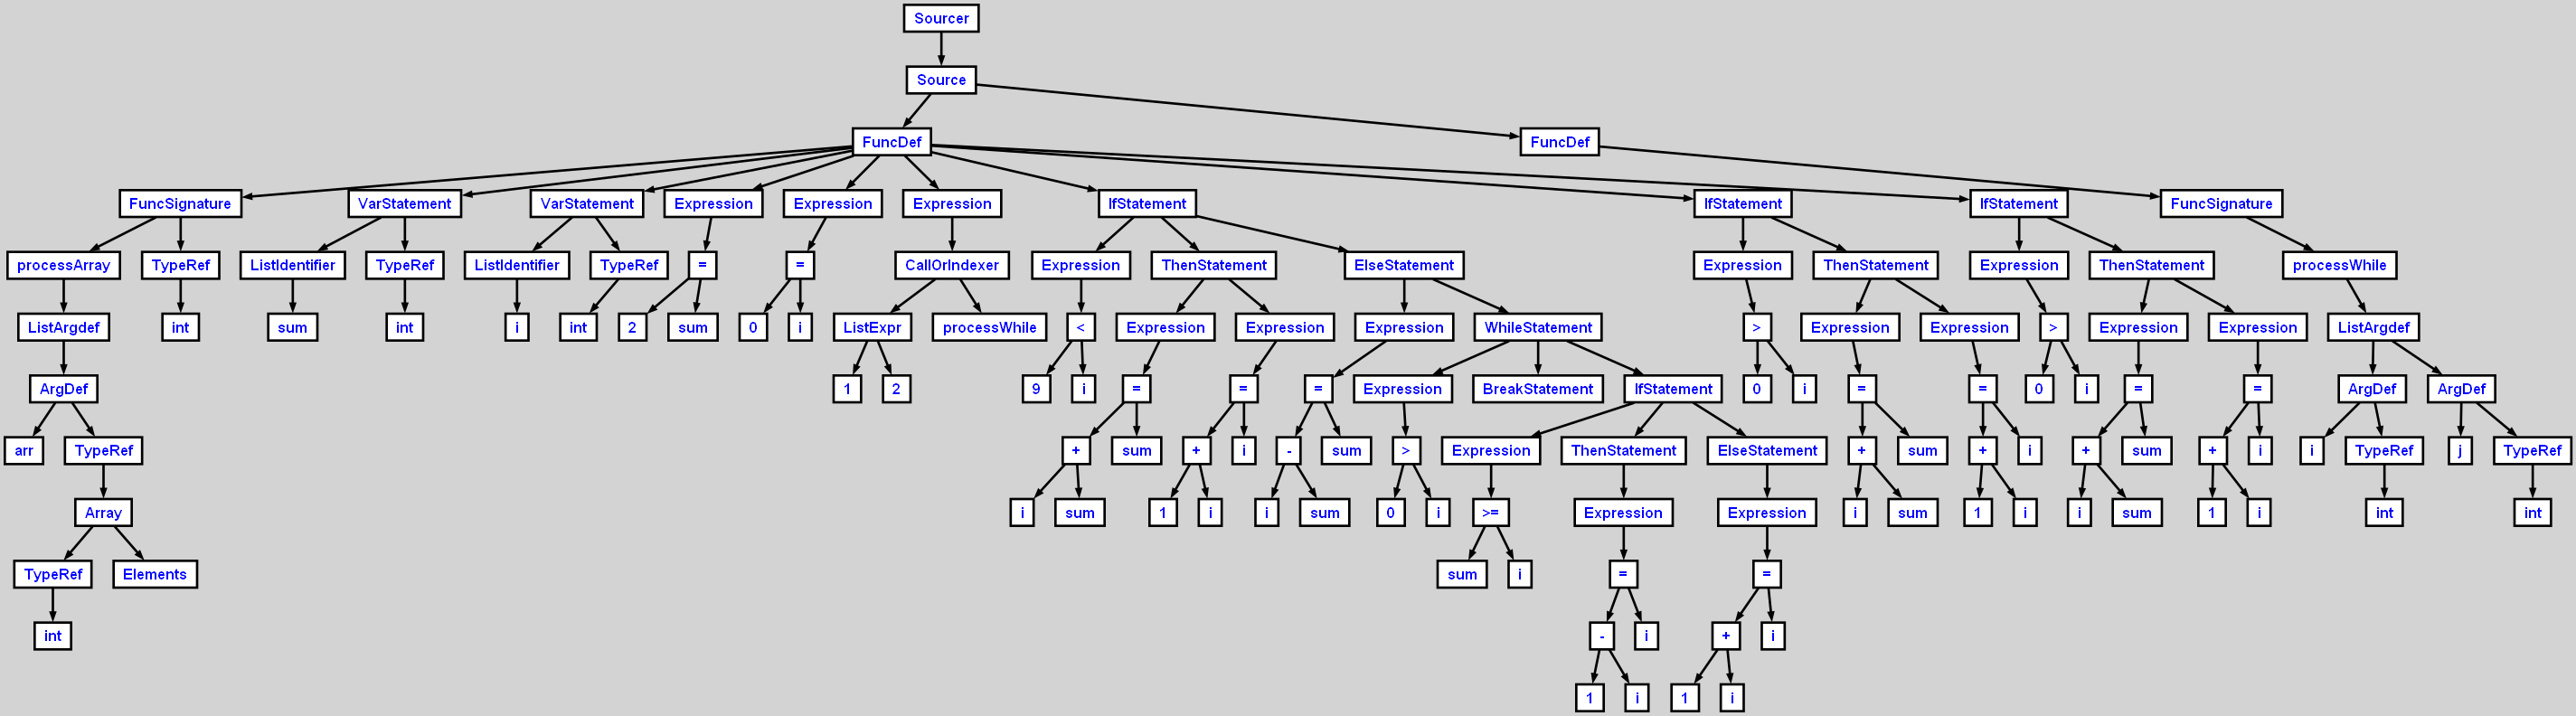 Sourcer
Source
FuncDef FuncDef
FuncSignature VarStatement VarStatement Expression Expression Expression IfStatement IfStatement IfStatement FuncSignature
processArray TypeRef ListIdentifier TypeRef ListIdentifier TypeRef = = CallOrIndexer Expression ThenStatement ElseStatement Expression ThenStatement Expression ThenStatement processWhile
ListArgdef int sum int i int 2 sum 0 i ListExpr processWhile < Expression Expression Expression WhileStatement > Expression Expression > Expression Expression ListArgdef
ArgDef 1 2 9 i = = = Expression BreakStatement IfStatement 0 i = = 0 i = = ArgDef ArgDef
arr TypeRef + sum + i - sum > Expression ThenStatement ElseStatement + sum + i + sum + i i TypeRef j TypeRef
Array i sum 1 i i sum 0 i >= Expression Expression i sum 1 i i sum 1 i int int
TypeRef Elements sum i = =
int - i + i
1 i 1 i